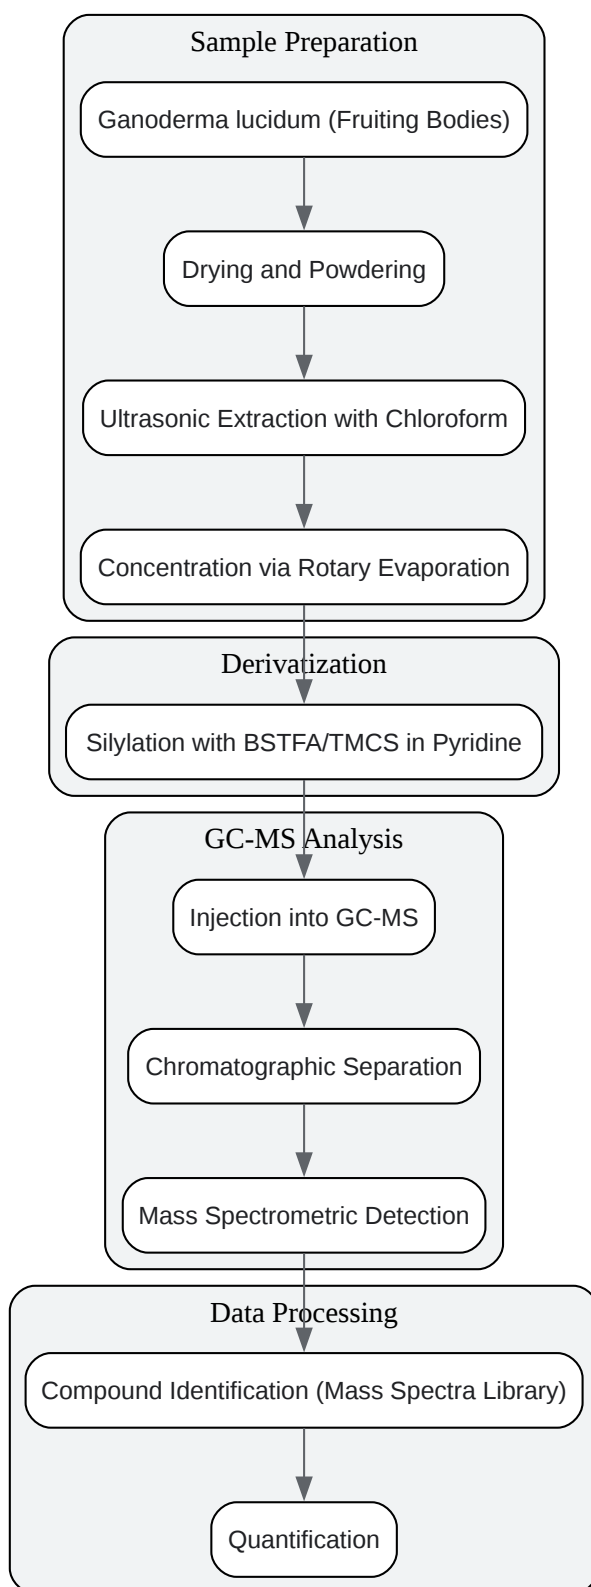 Sample Preparation
Ganoderma lucidum (Fruiting Bodies)
Drying and Powdering
Ultrasonic Extraction with Chloroform
Concentration via Rotary Evaporation
Derivatization
Silylation with BSTFA/TMCS in Pyridine
GC-MS Analysis
Injection into GC-MS
Chromatographic Separation
Mass Spectrometric Detection
Data Processing
Compound Identification (Mass Spectra Library)
Quantification